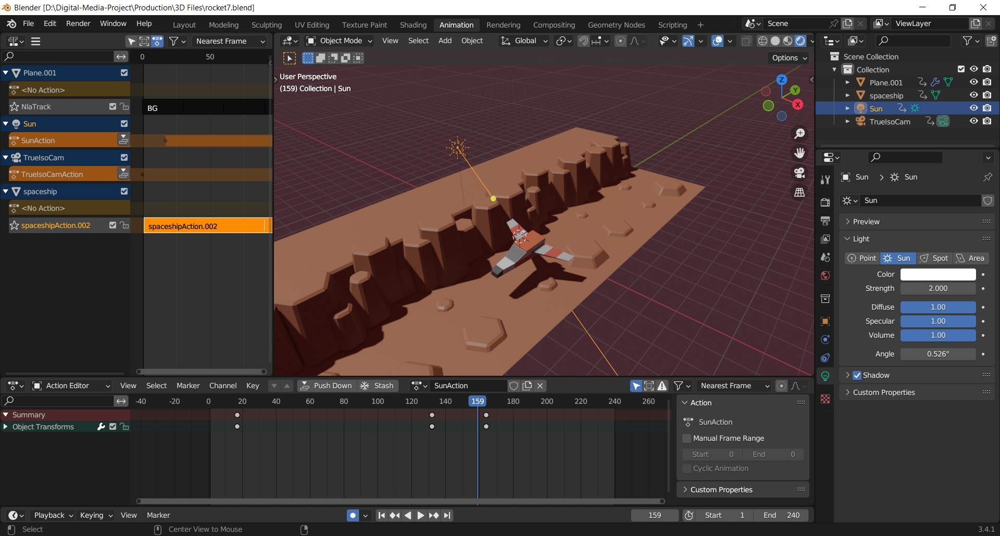 Blender [D:\Digital-Media-Project\Production\3D Files\rocket7.blend]
File Edit Render Window Help Layout Modeling Sculpting UV Editing Texture Paint Shading Animation Rendering Compositing Geometry Nodes Scripting Scene ViewLayer
Nearest Frame Object Mode View Select Add Object Global
0 50
Options
Plane.001
<No Action>
NlaTrack
BG
Sun
SunAction
TrueIsoCam
TrueIsoCamAction
spaceship
<No Action>
spaceshipAction.002
spaceshipAction.002
User Perspective
(159) Collection | Sun
Z
Y
X
Scene Collection
Collection
Plane.001
spaceship
Sun
TrueIsoCam
Sun Sun
Sun
Preview
Light
Point Sun Spot Area
Color
Strength 2.000
Diffuse 1.00
Specular 1.00
Volume 1.00
Angle 0.526°
Shadow
Custom Properties
Action Editor View Select Marker Channel Key Push Down Stash SunAction Nearest Frame
-40 -20 0 20 40 60 80 100 120 140 159 180 200 220 240 260
Summary
Object Transforms
Action
SunAction
Manual Frame Range
Start 0 End 0
Cyclic Animation
Custom Properties
Playback Keying View Marker 159 Start 1 End 240
Select Center View to Mouse 3.4.1